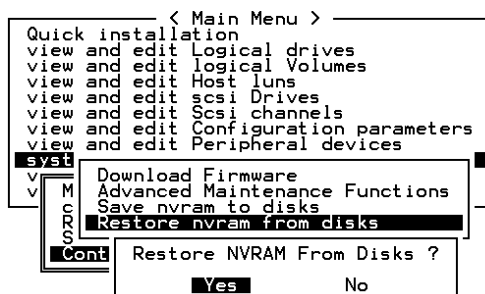 < Main Menu >
Quick installation
view and edit Logical drives
view and edit logical Volumes
view and edit Host luns
view and edit scsi Drives
view and edit Scsi channels
view and edit Configuration parameters
view and edit Peripheral devices
syst
v
v
Download Firmware
M
Advanced Maintenance Functions
c
Save nvram to disks
R
Restore nvram from disks
S
Cont
Restore NVRAM From Disks ?
Yes No